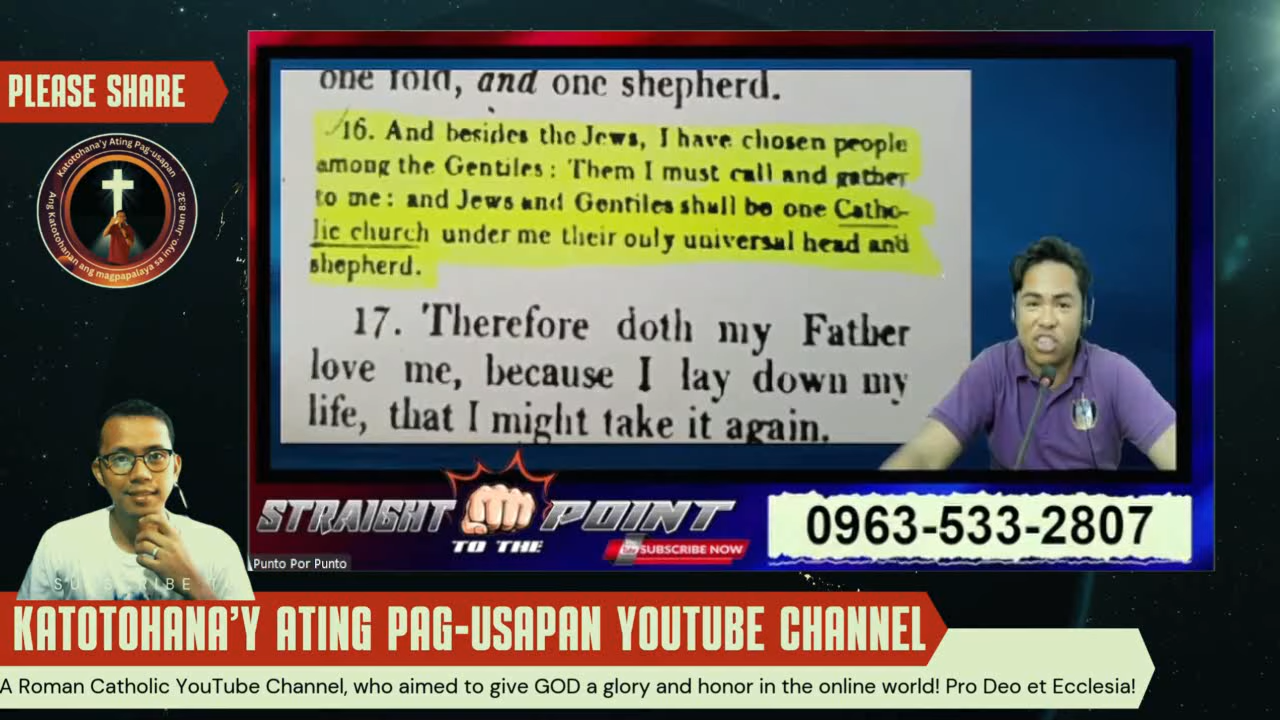 PLEASE SHARE
Katotohana'y Ating Pag-usapan
Ang Katotohanan ang magpapalaya sa inyo. Juan 8:32
one fold, and one shepherd.
16. And besides the Jews, I have chosen people
among the Gentiles: Them I must call and gather
to me: and Jews and Gentiles shall be one Catho-
lic church under me their only universal head and
shepherd.
17. Therefore doth my Father
love me, because I lay down my
life, that I might take it again.
STRAIGHT
TO THE
POINT
SUBSCRIBE NOW
0963-533-2807
Punto Por Punto
SUBSCRIBE
KATOTOHANA'Y ATING PAG-USAPAN YOUTUBE CHANNEL
A Roman Catholic YouTube Channel, who aimed to give GOD a glory and honor in the online world! Pro Deo et Ecclesia!